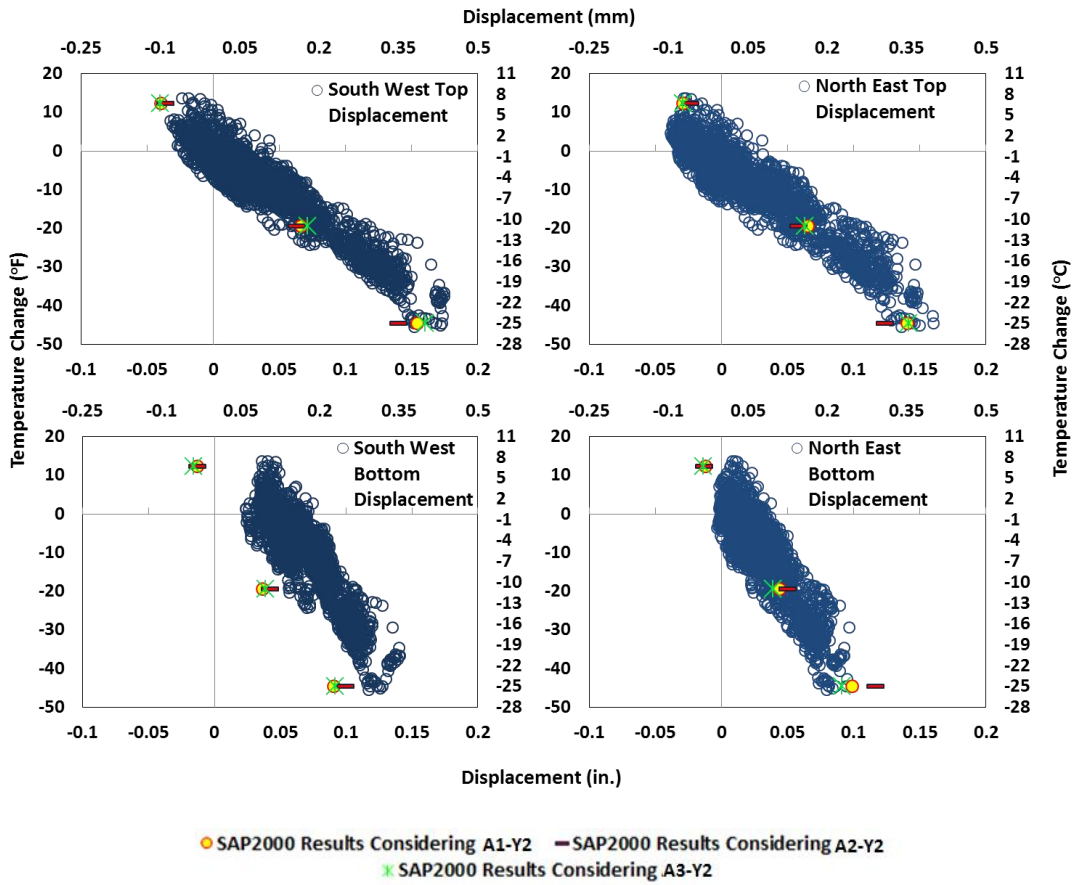 Displacement (mm)
-0.25 -0.1 0.05 0.2 0.35 0.5
-0.25 -0.1 0.05 0.2 0.35 0.5
20 10 0 -10 -20 -30 -40 -50
South West Top
Displacement
11 8 5 2 -1 -4 -7 -10 -13 -16 -19 -22 -25 -28
-0.1 -0.05 0 0.05 0.1 0.15 0.2
North East Top
Displacement
11 8 5 2 -1 -4 -7 -10 -13 -16 -19 -22 -25 -28
20 10 0 -10 -20 -30 -40 -50
-0.1 -0.05 0 0.05 0.1 0.15 0.2
Temperature Change (°F)
Temperature Change (°C)
-0.25 -0.1 0.05 0.2 0.35 0.5
-0.25 -0.1 0.05 0.2 0.35 0.5
20 10 0 -10 -20 -30 -40 -50
South West
Bottom
Displacement
11 8 5 2 -1 -4 -7 -10 -13 -16 -19 -22 -25 -28
-0.1 -0.05 0 0.05 0.1 0.15 0.2
20 10 0 -10 -20 -30 -40 -50
North East
Bottom
Displacement
11 8 5 2 -1 -4 -7 -10 -13 -16 -19 -22 -25 -28
-0.1 -0.05 0 0.05 0.1 0.15 0.2
Displacement (in.)
SAP2000 Results Considering A1-Y2
SAP2000 Results Considering A2-Y2
SAP2000 Results Considering A3-Y2